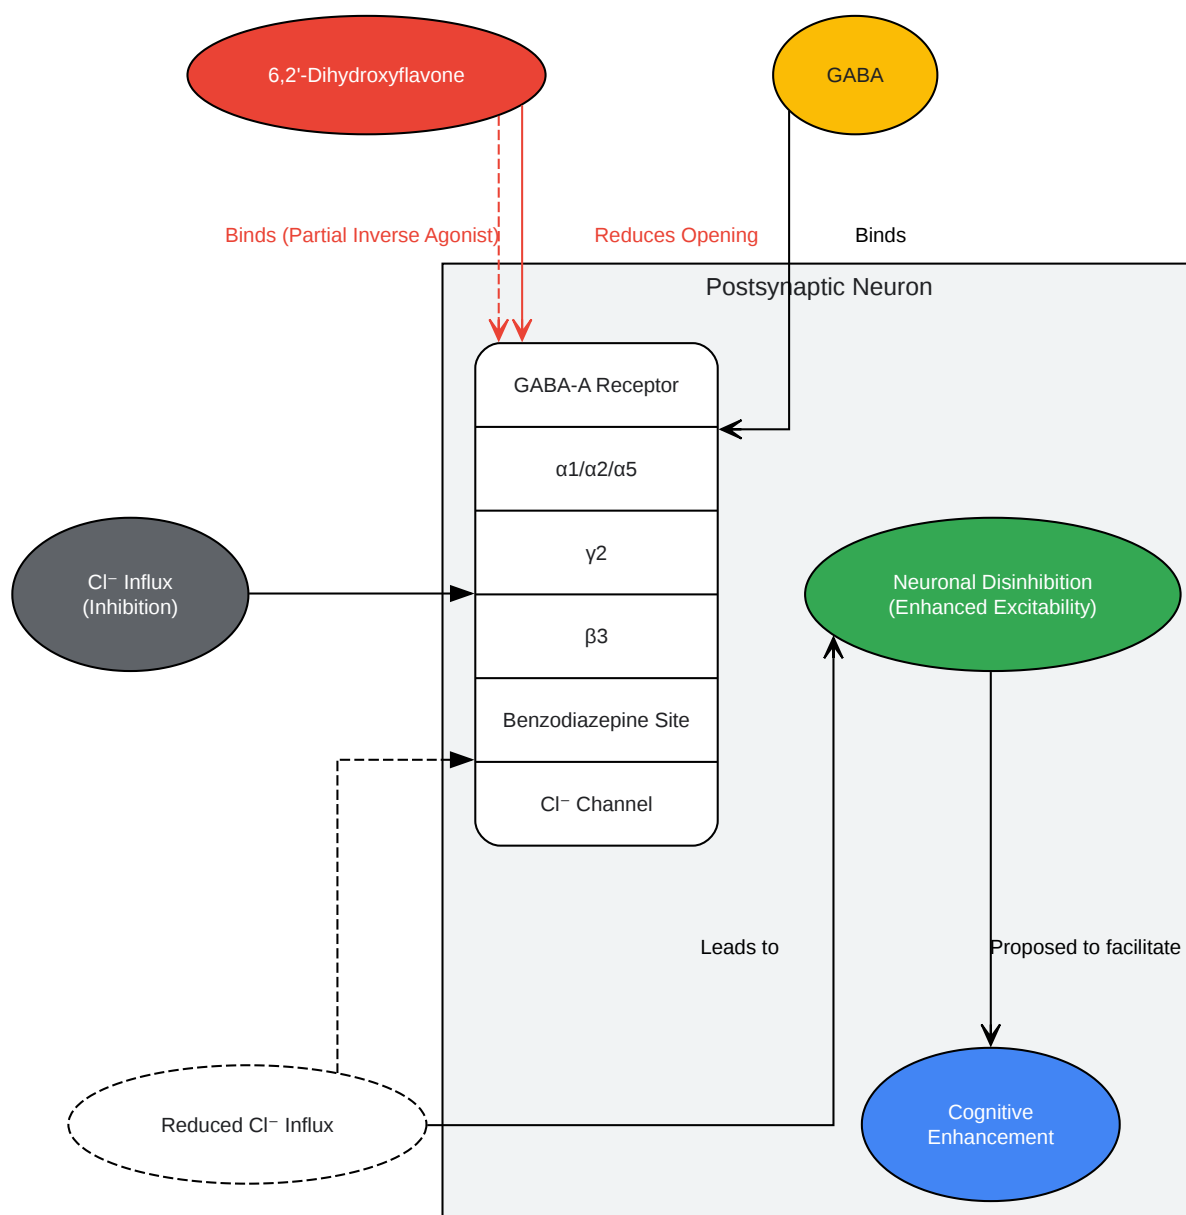 6,2'-Dihydroxyflavone
GABA
Binds (Partial Inverse Agonist)
Reduces Opening
Binds
Postsynaptic Neuron
GABA-A Receptor
α1/α2/α5
γ2
β3
Benzodiazepine Site
Cl⁻ Channel
Cl⁻ Influx
(Inhibition)
Neuronal Disinhibition
(Enhanced Excitability)
Leads to
Proposed to facilitate
Reduced Cl⁻ Influx
Cognitive
Enhancement